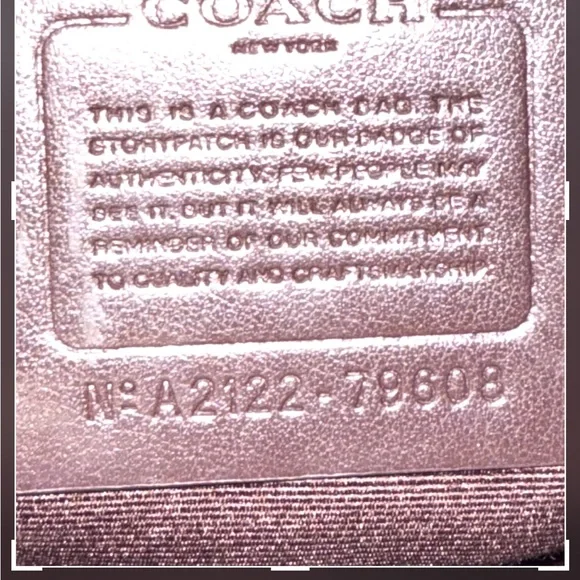 COACH
NEW YORK
THIS IS A COACH BAG. THE
STORYPATCH IS OUR BADGE OF
AUTHENTICITY. FEW PEOPLE MAY
SEE IT. BUT IT WILL ALWAYS BE A
REMINDER OF OUR COMMITMENT
TO QUALITY AND CRAFTSMANSHIP.
Nº A2122-79608